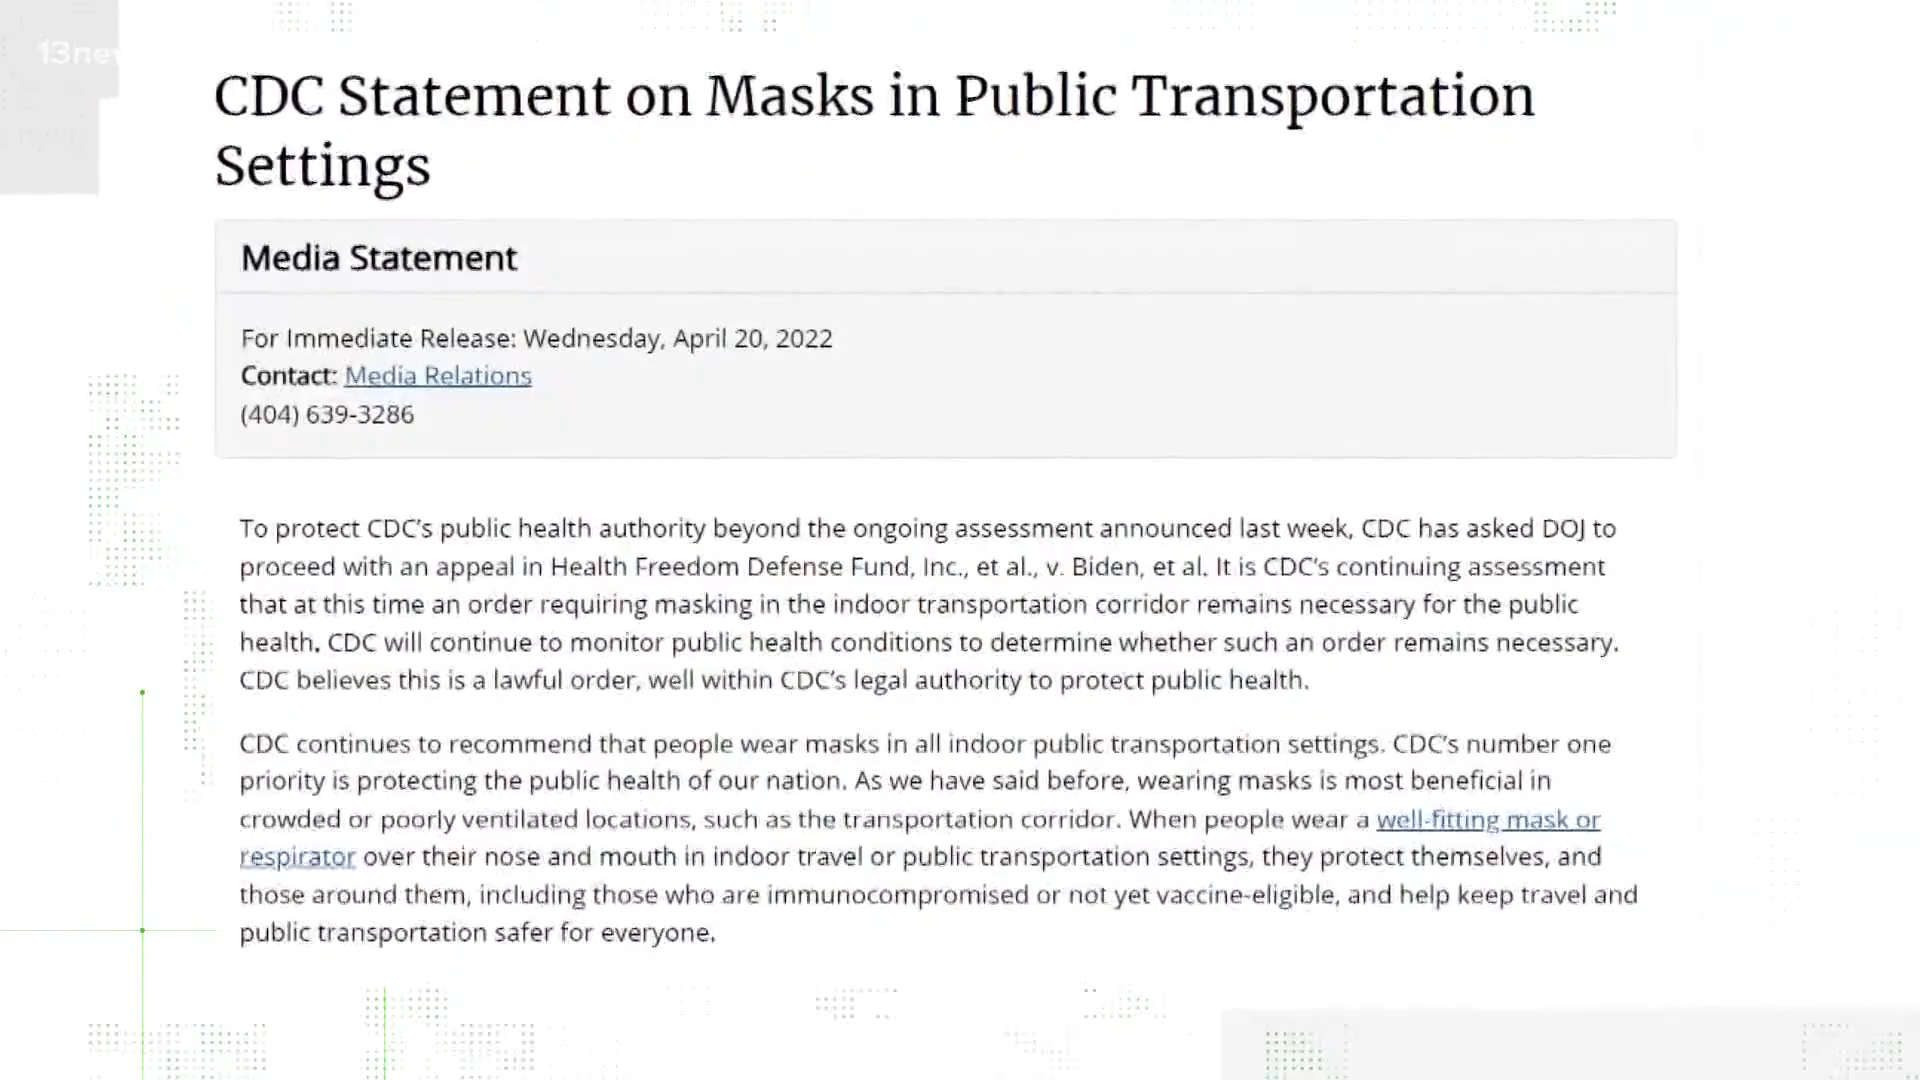 13ne
CDC Statement on Masks in Public Transportation
Settings
Media Statement
For Immediate Release: Wednesday, April 20, 2022
Contact: Media Relations
(404) 639-3286
To protect CDC’s public health authority beyond the ongoing assessment announced last week, CDC has asked DOJ to
proceed with an appeal in Health Freedom Defense Fund, Inc., et al., v. Biden, et al. It is CDC’s continuing assessment
that at this time an order requiring masking in the indoor transportation corridor remains necessary for the public
health. CDC will continue to monitor public health conditions to determine whether such an order remains necessary.
CDC believes this is a lawful order, well within CDC’s legal authority to protect public health.
CDC continues to recommend that people wear masks in all indoor public transportation settings. CDC’s number one
priority is protecting the public health of our nation. As we have said before, wearing masks is most beneficial in
crowded or poorly ventilated locations, such as the transportation corridor. When people wear a well-fitting mask or
respirator over their nose and mouth in indoor travel or public transportation settings, they protect themselves, and
those around them, including those who are immunocompromised or not yet vaccine-eligible, and help keep travel and
public transportation safer for everyone.